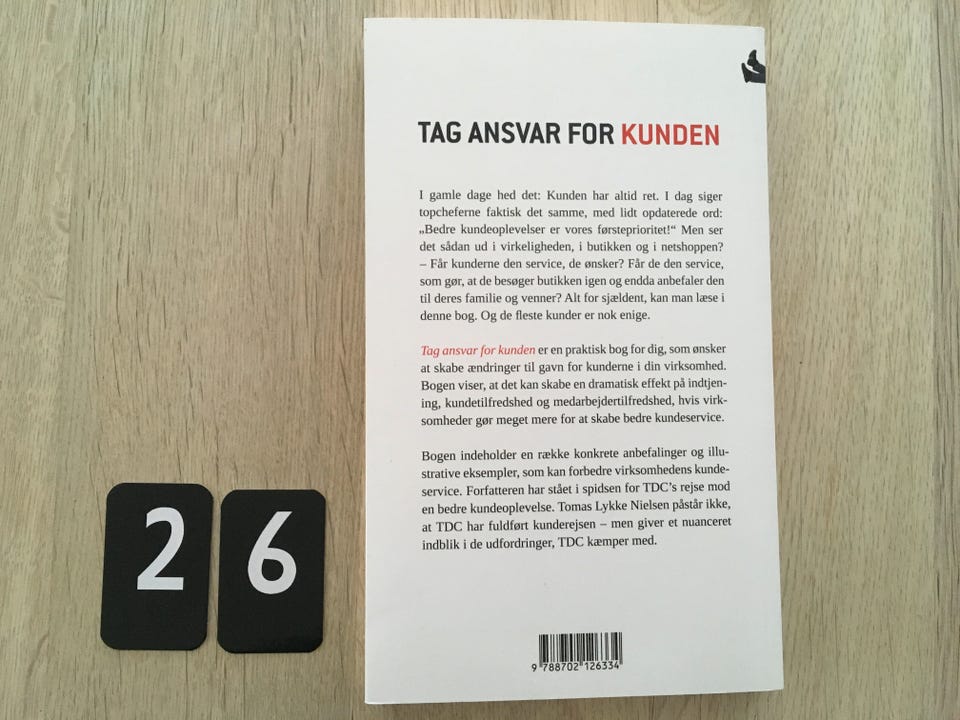 TAG ANSVAR FOR KUNDEN
I gamle dage hed det: Kunden har altid ret. I dag siger
topcheferne faktisk det samme, med lidt opdaterede ord:
„Bedre kundeoplevelser er vores førsteprioritet!“ Men ser
det sådan ud i virkeligheden, i butikken og i netshoppen?
– Får kunderne den service, de ønsker? Får de den service,
som gør, at de besøger butikken igen og endda anbefaler den
til deres familie og venner? Alt for sjældent, kan man læse i
denne bog. Og de fleste kunder er nok enige.
Tag ansvar for kunden er en praktisk bog for dig, som ønsker
at skabe ændringer til gavn for kunderne i din virksomhed.
Bogen viser, at det kan skabe en dramatisk effekt på indtjen-
ing, kundetilfredshed og medarbejdertilfredshed, hvis virk-
somheder gør meget mere for at skabe bedre kundeservice.
Bogen indeholder en række konkrete anbefalinger og illu-
strative eksempler, som kan forbedre virksomhedens kunde-
service. Forfatteren har stået i spidsen for TDC’s rejse mod
en bedre kundeoplevelse. Tomas Lykke Nielsen påstår ikke,
at TDC har fuldført kunderejsen – men giver et nuanceret
indblik i de udfordringer, TDC kæmper med.
9 788702 126334
2 6